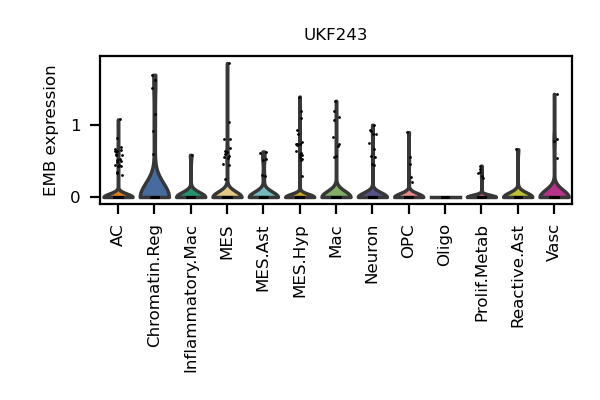 UKF243
EMB expression
1
0
AC
Chromatin.Reg
Inflammatory.Mac
MES
MES.Ast
MES.Hyp
Mac
Neuron
OPC
Oligo
Prolif.Metab
Reactive.Ast
Vasc